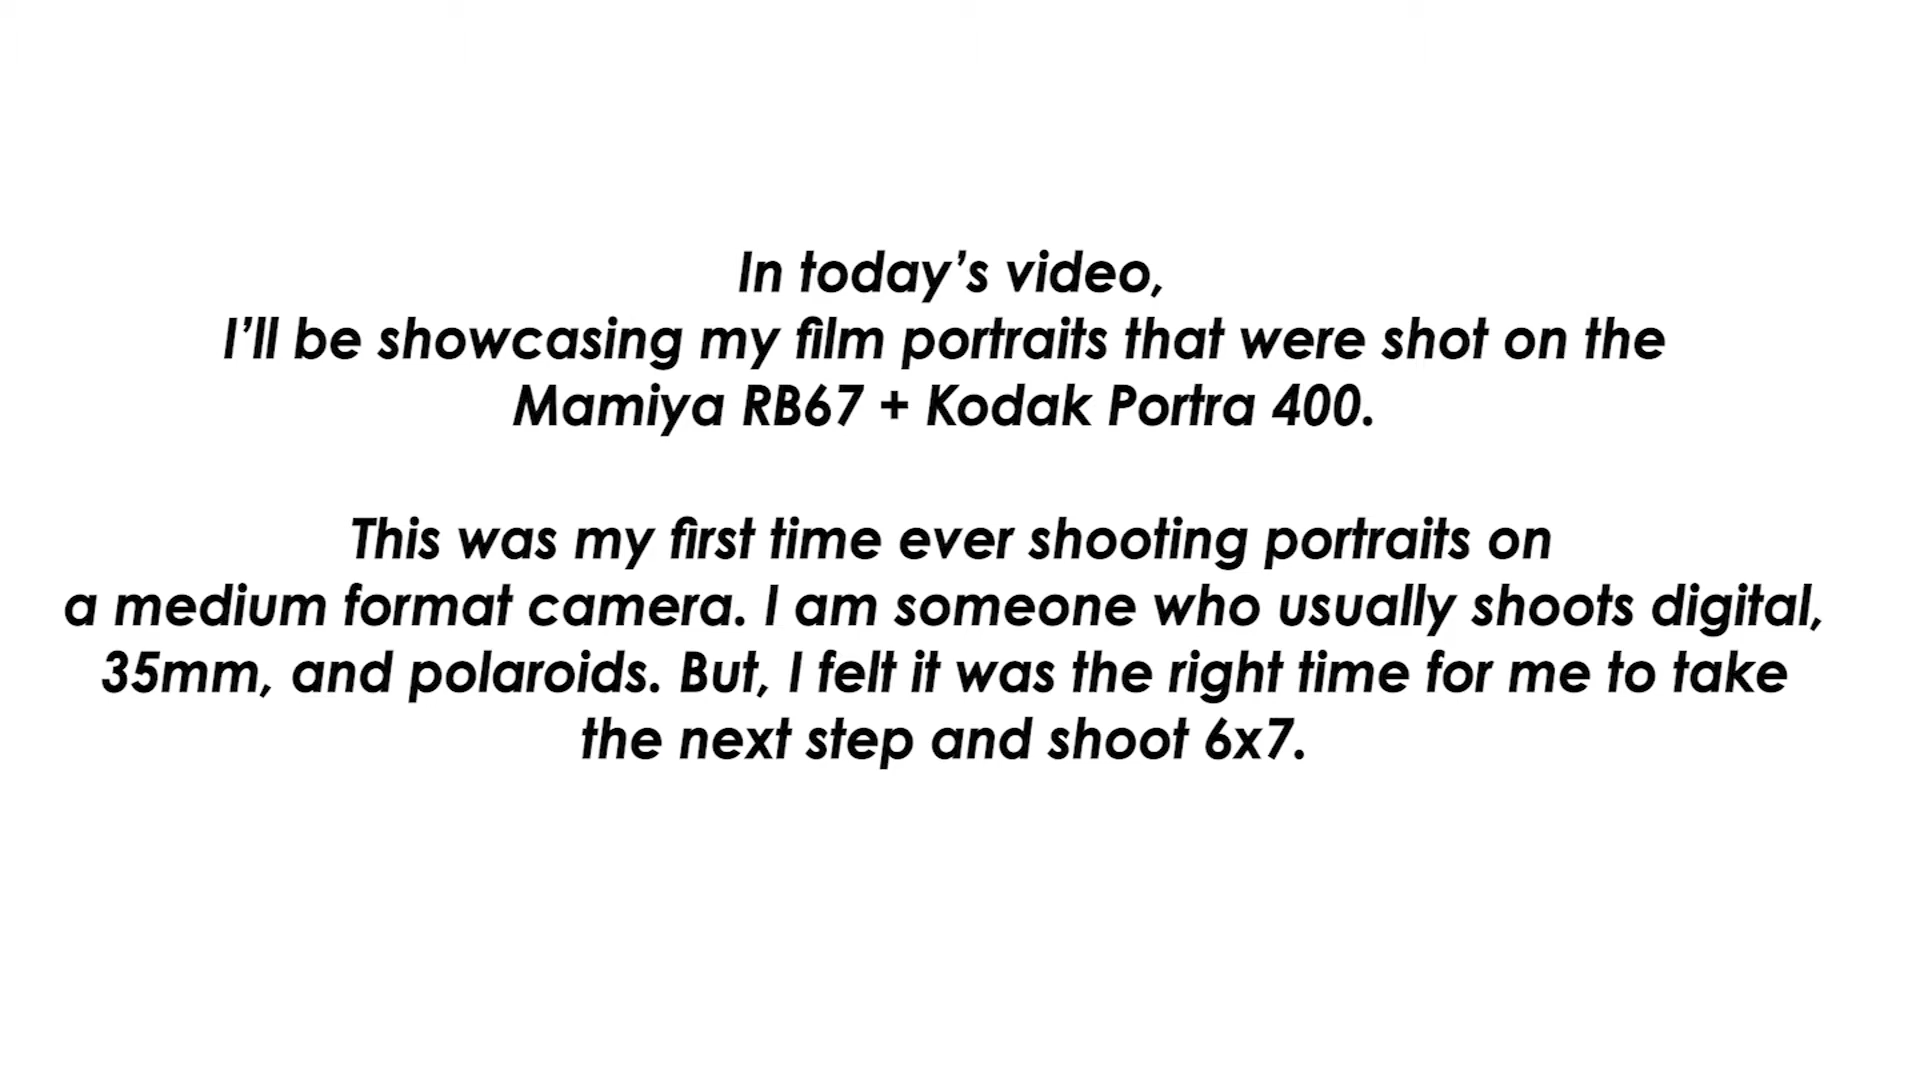 In today’s video,
I’ll be showcasing my film portraits that were shot on the
Mamiya RB67 + Kodak Portra 400.
This was my first time ever shooting portraits on
a medium format camera. I am someone who usually shoots digital,
35mm, and polaroids. But, I felt it was the right time for me to take
the next step and shoot 6x7.